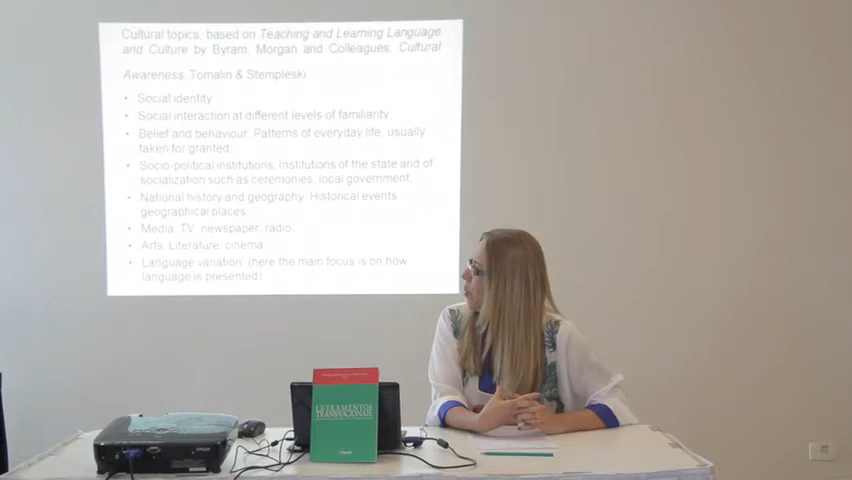 Cultural topics, based on Teaching and Learning Language
and Culture by Byram. Morgan and Colleagues. Cultural
Awareness. Tomalin & Stempleski
• Social identity
• Social interaction at different levels of familiarity.
• Belief and behaviour. Patterns of everyday life, usually
taken for granted.
• Socio-political institutions. Institutions of the state and of
socialization such as ceremonies, local government.
• National history and geography. Historical events.
geographical places.
• Media. TV. newspaper. radio
• Arts. Literature. cinema
• Language variation. (here the main focus is on how
language is presented)
LETRAMENTOS
TRANSNACIONAIS